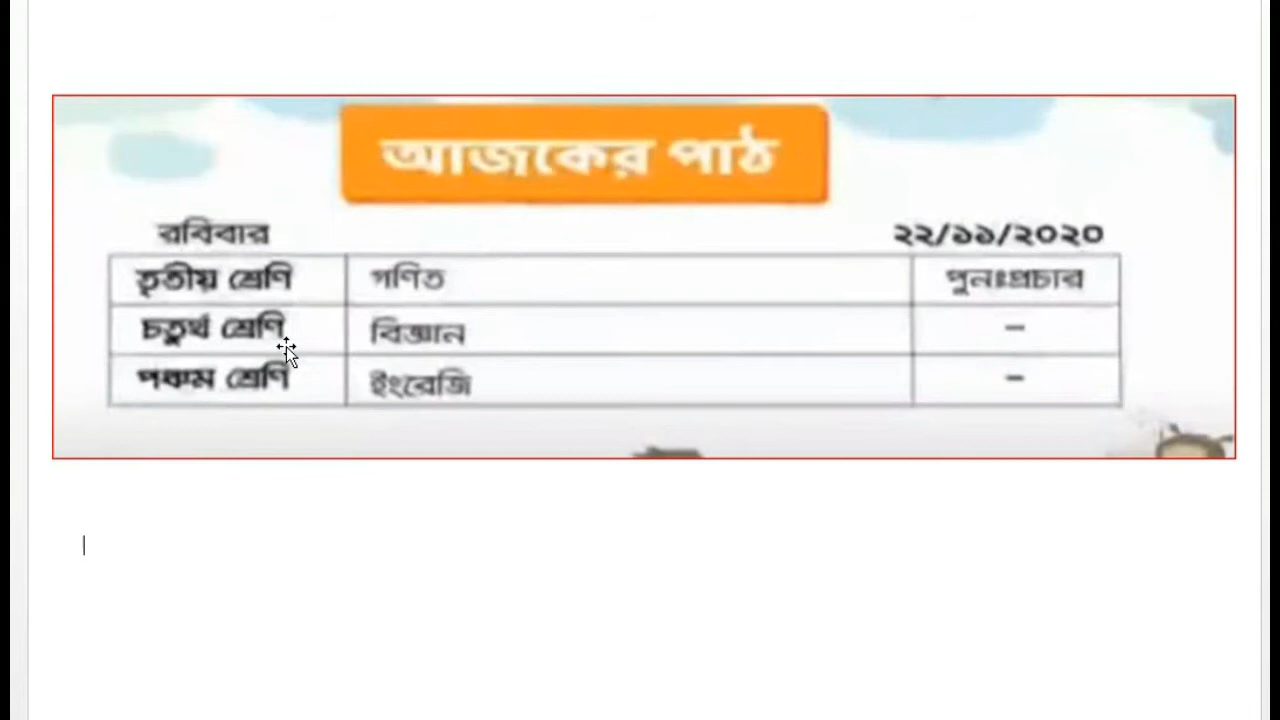 আজকের পাঠ
রবিবার ২২/১১/২০২০
তৃতীয় শ্রেণি গণিত পুনঃপ্রচার
চতুর্থ শ্রেণি বিজ্ঞান –
পঞ্চম শ্রেণি ইংরেজি –